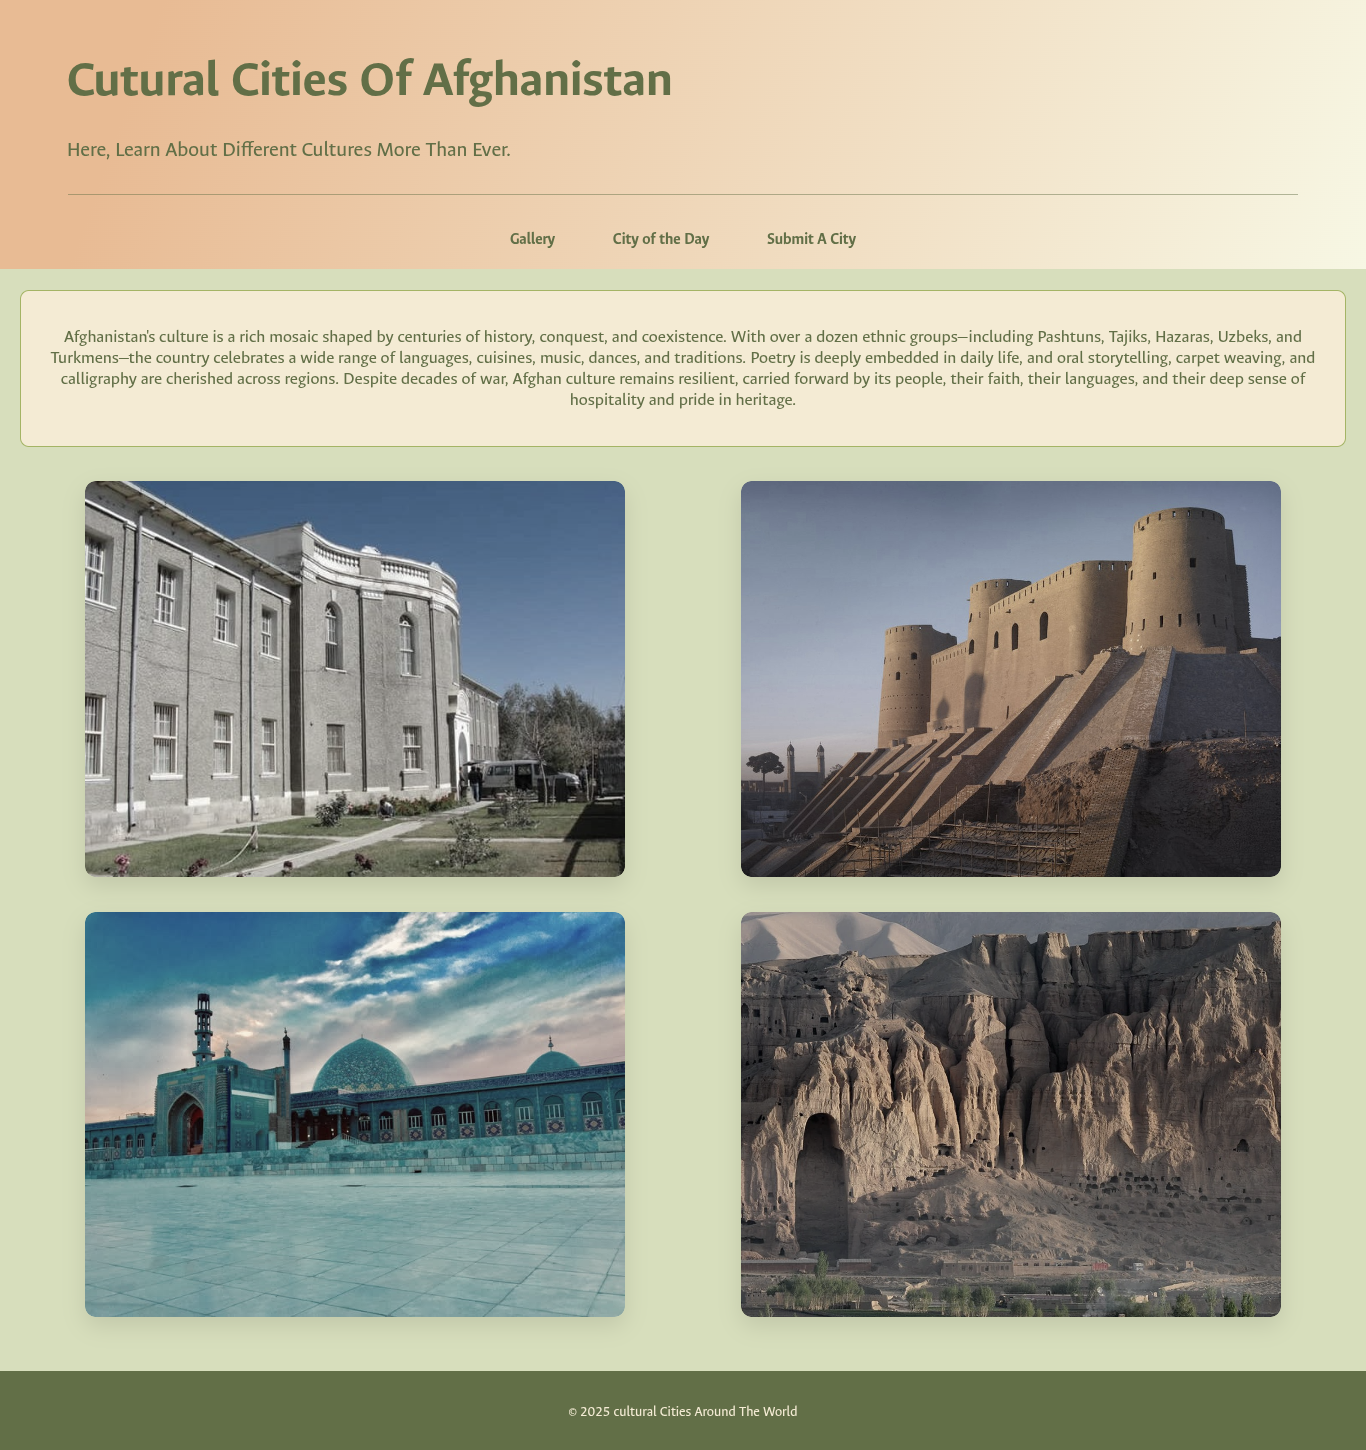 Cutural Cities Of Afghanistan
Here, Learn About Different Cultures More Than Ever.
Gallery City of the Day Submit A City
Afghanistan's culture is a rich mosaic shaped by centuries of history, conquest, and coexistence. With over a dozen ethnic groups—including Pashtuns, Tajiks, Hazaras, Uzbeks, and
Turkmens—the country celebrates a wide range of languages, cuisines, music, dances, and traditions. Poetry is deeply embedded in daily life, and oral storytelling, carpet weaving, and
calligraphy are cherished across regions. Despite decades of war, Afghan culture remains resilient, carried forward by its people, their faith, their languages, and their deep sense of
hospitality and pride in heritage.
© 2025 cultural Cities Around The World